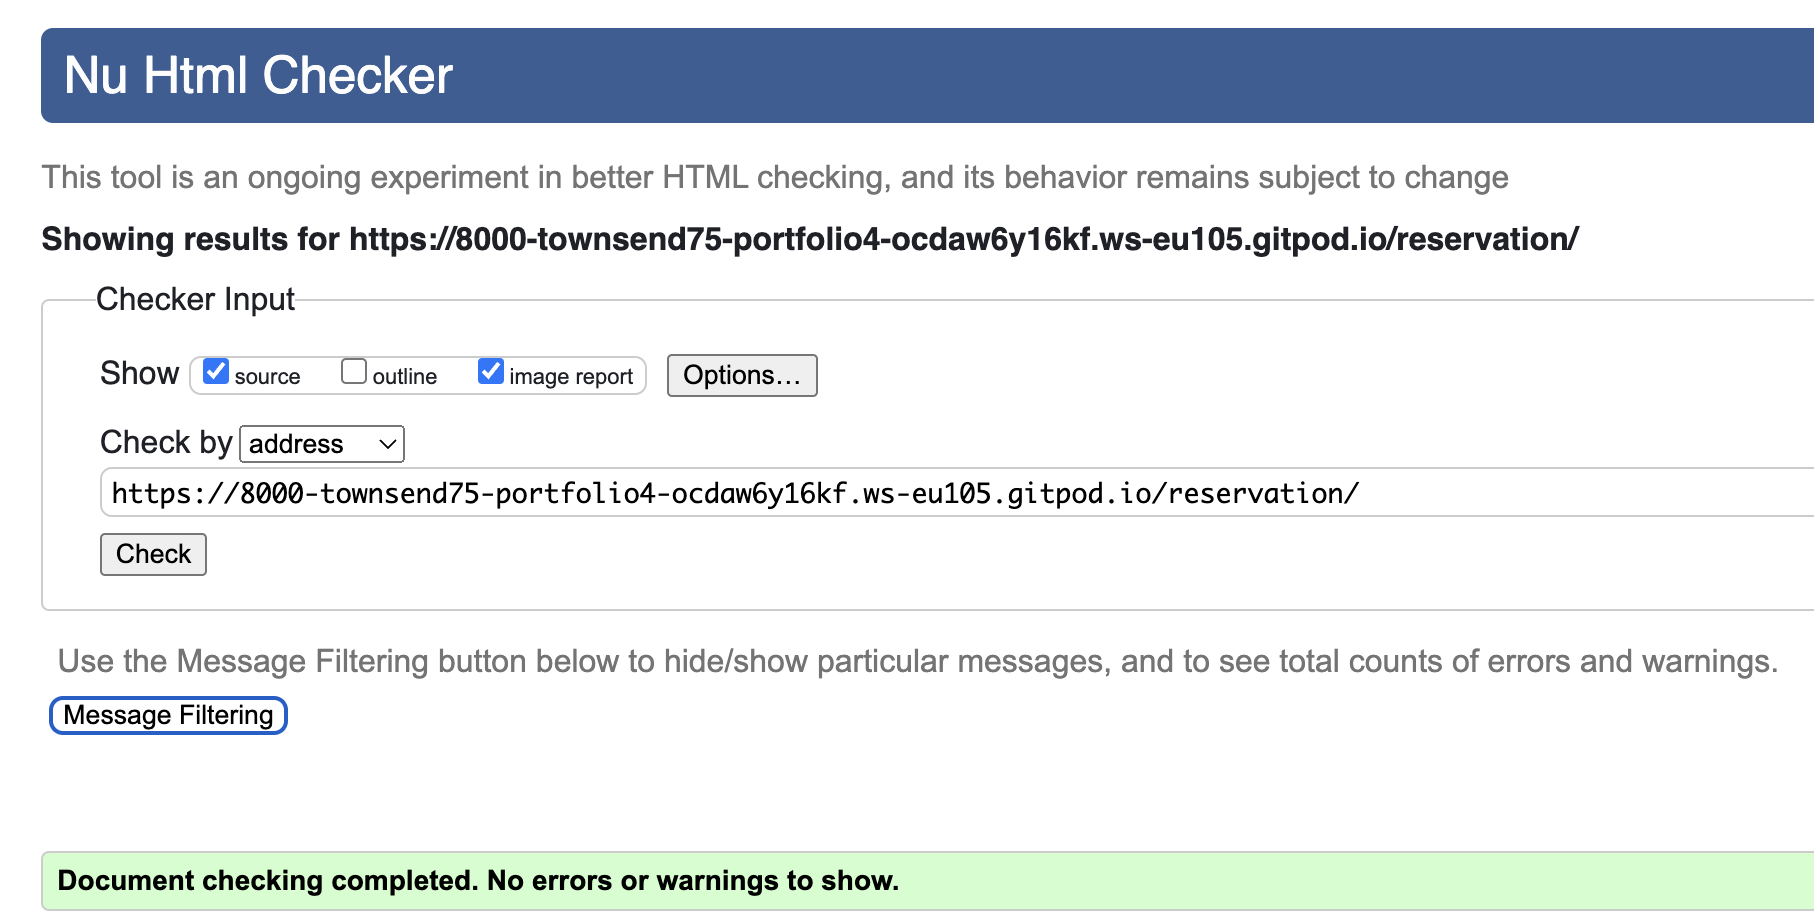 Nu Html Checker
This tool is an ongoing experiment in better HTML checking, and its behavior remains subject to change
Showing results for https://8000-townsend75-portfolio4-ocdaw6y16kf.ws-eu105.gitpod.io/reservation/
Checker Input
Show source outline image report Options...
Check by address
https://8000-townsend75-portfolio4-ocdaw6y16kf.ws-eu105.gitpod.io/reservation/
Check
Use the Message Filtering button below to hide/show particular messages, and to see total counts of errors and warnings.
Message Filtering
Document checking completed. No errors or warnings to show.